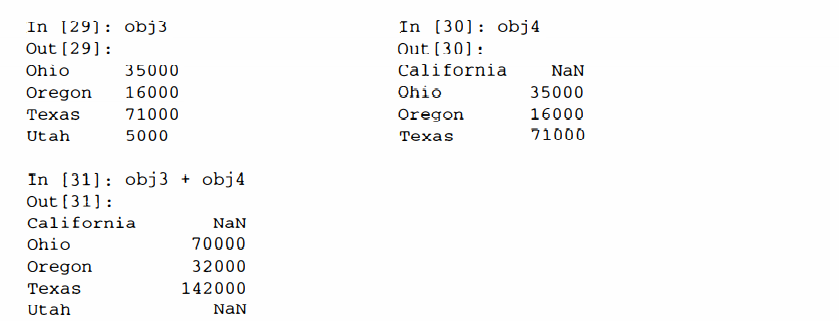 In [29]: obj3
Out[29]:
Ohio 35000
Oregon 16000
Texas 71000
Utah 5000
In [30]: obj4
Out[30]:
California NaN
Ohio 35000
Oregon 16000
Texas 71000
In [31]: obj3 + obj4
Out[31]:
California NaN
Ohio 70000
Oregon 32000
Texas 142000
Utah NaN